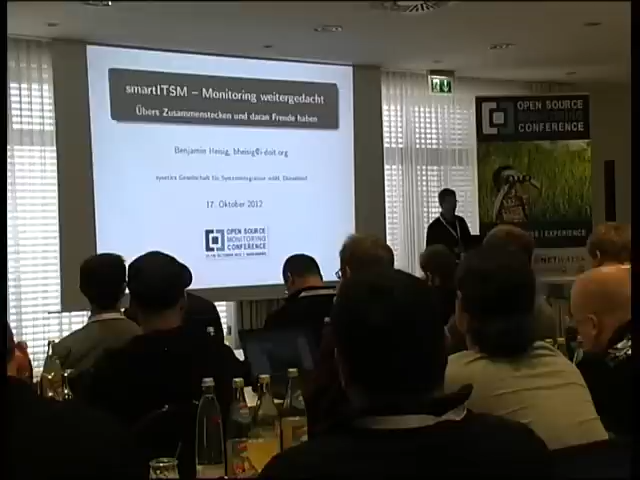 smartITSM – Monitoring weitergedacht
Übers Zusammenstecken und daran Freude haben
Benjamin Heisig, bheisig@i-doit.org
synetics Gesellschaft für Systemintegration mbH, Düsseldorf
17. Oktober 2012
OPEN SOURCE
MONITORING
CONFERENCE
OPEN SOURCE
MONITORING
CONFERENCE
EXPERIENCE